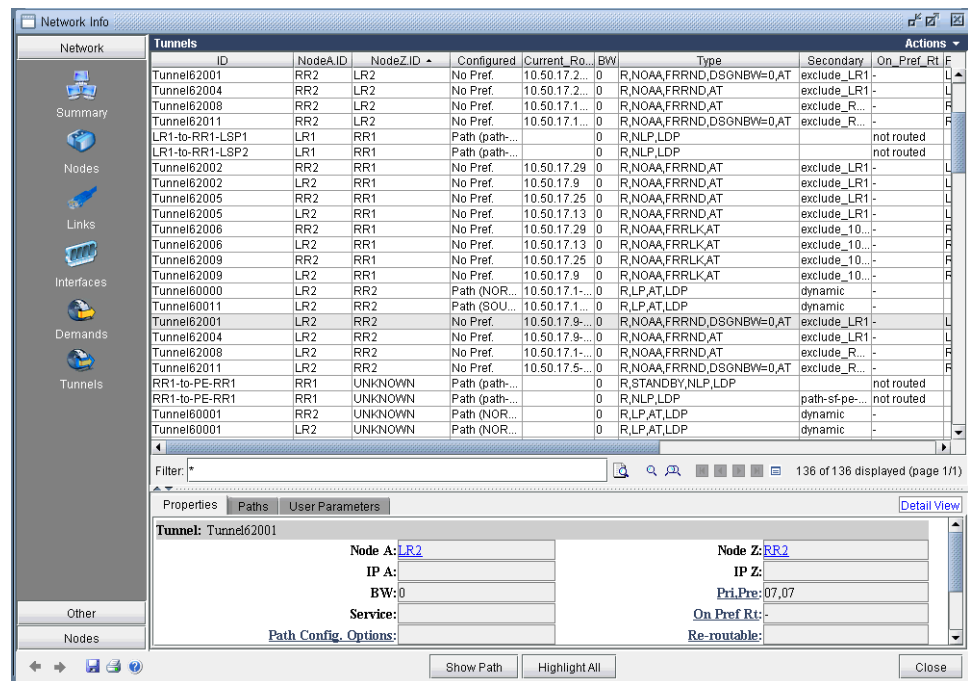 Network Info
Network
Tunnels Actions
ID NodeA.ID NodeZ.ID Configured Current_Ro... BW Type Secondary On_Pref_Rt
Tunnel62001 RR2 LR2 No Pref. 10.50.17.2... 0 R,NOAA,FRRND,DSGNBW=0,AT exclude_LR1 -
Tunnel62004 RR2 LR2 No Pref. 10.50.17.2... 0 R,NOAA,FRRND,AT exclude_LR1 -
Tunnel62008 RR2 LR2 No Pref. 10.50.17.1... 0 R,NOAA,FRRND,AT exclude_R... -
Tunnel62011 RR2 LR2 No Pref. 10.50.17.1... 0 R,NOAA,FRRND,DSGNBW=0,AT exclude_R... -
LR1-to-RR1-LSP1 LR1 RR1 Path (path-... 0 R,NLP,LDP not routed
LR1-to-RR1-LSP2 LR1 RR1 Path (path-... 0 R,NLP,LDP not routed
Tunnel62002 RR2 RR1 No Pref. 10.50.17.29 0 R,NOAA,FRRND,AT exclude_LR1 -
Tunnel62002 LR2 RR1 No Pref. 10.50.17.9 0 R,NOAA,FRRND,AT exclude_LR1 -
Tunnel62005 RR2 RR1 No Pref. 10.50.17.25 0 R,NOAA,FRRND,AT exclude_LR1 -
Tunnel62005 LR2 RR1 No Pref. 10.50.17.13 0 R,NOAA,FRRND,AT exclude_LR1 -
Tunnel62006 RR2 RR1 No Pref. 10.50.17.29 0 R,NOAA,FRRLK,AT exclude_10... -
Tunnel62006 LR2 RR1 No Pref. 10.50.17.13 0 R,NOAA,FRRLK,AT exclude_10... -
Tunnel62009 RR2 RR1 No Pref. 10.50.17.25 0 R,NOAA,FRRLK,AT exclude_10... -
Tunnel62009 LR2 RR1 No Pref. 10.50.17.9 0 R,NOAA,FRRLK,AT exclude_10... -
Tunnel60000 LR2 RR2 Path (NOR... 10.50.17.1-... 0 R,LP,AT,LDP dynamic -
Tunnel60011 LR2 RR2 Path (SOU... 10.50.17.1... 0 R,LP,AT,LDP dynamic -
Tunnel62001 LR2 RR2 No Pref. 10.50.17.9-... 0 R,NOAA,FRRND,DSGNBW=0,AT exclude_LR1 -
Tunnel62004 LR2 RR2 No Pref. 10.50.17.9-... 0 R,NOAA,FRRND,AT exclude_LR1 -
Tunnel62008 LR2 RR2 No Pref. 10.50.17.1-... 0 R,NOAA,FRRND,AT exclude_R... -
Tunnel62011 LR2 RR2 No Pref. 10.50.17.5-... 0 R,NOAA,FRRND,DSGNBW=0,AT exclude_R... -
RR1-to-PE-RR1 RR1 UNKNOWN Path (path-... 0 R,STANDBY,NLP,LDP not routed
RR1-to-PE-RR1 RR1 UNKNOWN Path (path-... 0 R,NLP,LDP path-sf-pe-... not routed
Tunnel60001 RR2 UNKNOWN Path (NOR... 0 R,LP,AT,LDP dynamic -
Tunnel60001 LR2 UNKNOWN Path (NOR... 0 R,LP,AT,LDP dynamic -
Summary
Nodes
Links
Interfaces
Demands
Tunnels
Filter: * 136 of 136 displayed (page 1/1)
Properties Paths User Parameters Detail View
Tunnel: Tunnel62001
Node A: LR2 Node Z: RR2
IP A: IP Z:
BW: 0 Pri,Pre: 07,07
Service: On Pref Rt: -
Path Config. Options: Re-routable:
Other
Nodes
Show Path Highlight All Close